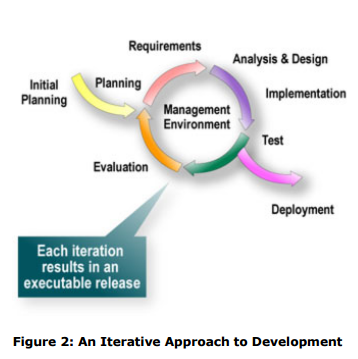 Requirements
Analysis & Design
Initial
Planning
Planning
Implementation
Management
Environment
Test
Evaluation
Deployment
Each iteration
results in an
executable release
Figure 2: An Iterative Approach to Development